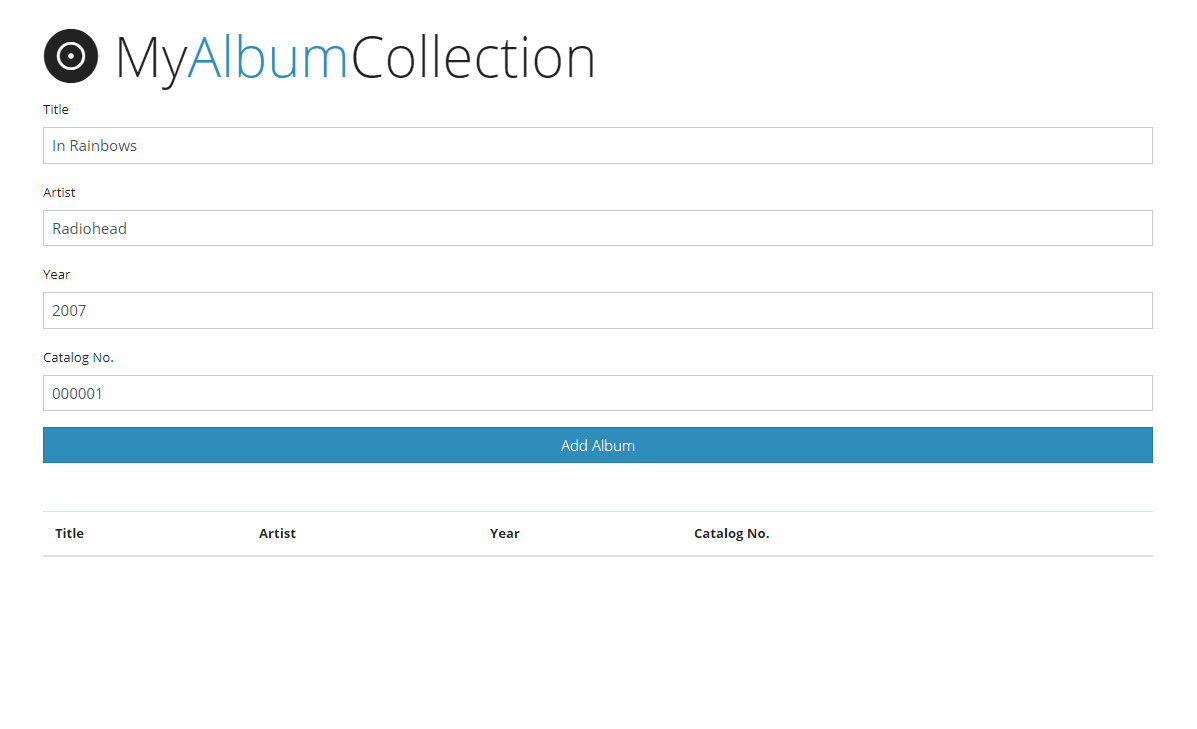 MyAlbumCollection
Title
In Rainbows
Artist
Radiohead
Year
2007
Catalog No.
000001
Add Album
Title Artist Year Catalog No.